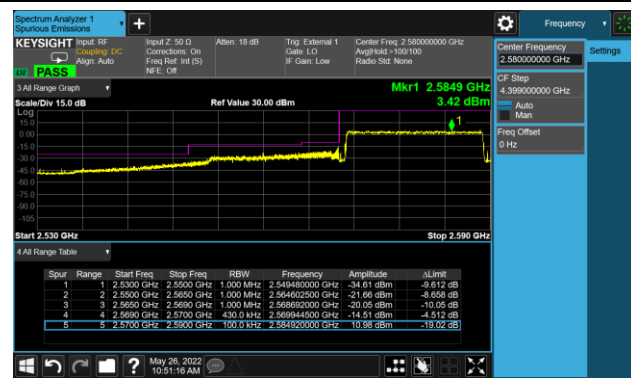 Spectrum Analyzer 1
Spurious Emissions
Frequency
KEYSIGHT
Input: RF
Coupling: DC
Align: Auto
Input Z: 50 Ω
Corrections: On
Freq Ref: Int (S)
NFE: Off
Atten: 18 dB
Trig: External 1
Gate: LO
IF Gain: Low
Center Freq: 2.580000000 GHz
Avg|Hold:>100/100
Radio Std: None
PASS
Center Frequency
2.580000000 GHz
Settings
CF Step
4.399000000 GHz
Auto
Man
Freq Offset
0 Hz
3 All Range Graph
Mkr1 2.5849 GHz
3.42 dBm
Scale/Div 15.0 dB
Ref Value 30.00 dBm
Log
15.0
0.00
-15.0
-30.0
-45.0
-60.0
-75.0
-90.0
-105
1
Start 2.530 GHz
Stop 2.590 GHz
4 All Range Table
Spur Range Start Freq Stop Freq RBW Frequency Amplitude ΔLimit
1 1 2.5300 GHz 2.5500 GHz 1.000 MHz 2.549480000 GHz -34.61 dBm -9.612 dB
2 2 2.5500 GHz 2.5650 GHz 1.000 MHz 2.564602500 GHz -21.66 dBm -8.658 dB
3 3 2.5650 GHz 2.5690 GHz 1.000 MHz 2.568692000 GHz -20.05 dBm -10.05 dB
4 4 2.5690 GHz 2.5700 GHz 430.0 kHz 2.569944500 GHz -14.51 dBm -4.512 dB
5 5 2.5700 GHz 2.5900 GHz 100.0 kHz 2.584920000 GHz 10.98 dBm -19.02 dB
?
May 26, 2022
10:51:16 AM